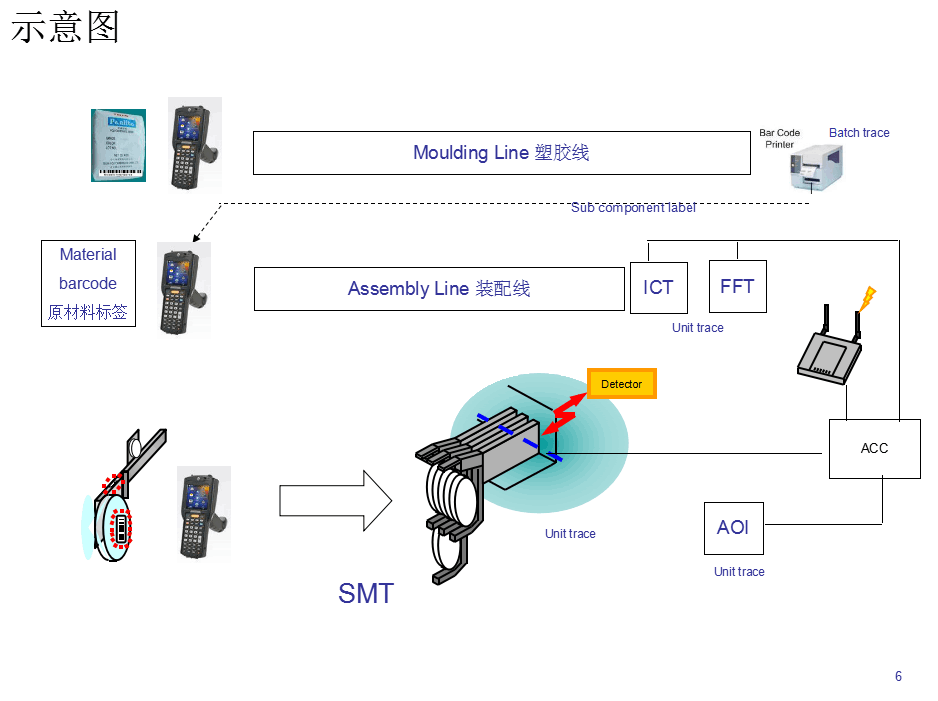 示意图
Moulding Line 塑胶线
Bar Code
Printer
Batch trace
Sub component label
Material
barcode
原材料标签
Assembly Line 装配线
ICT
FFT
Unit trace
Detector
ACC
AOI
Unit trace
Unit trace
SMT
6